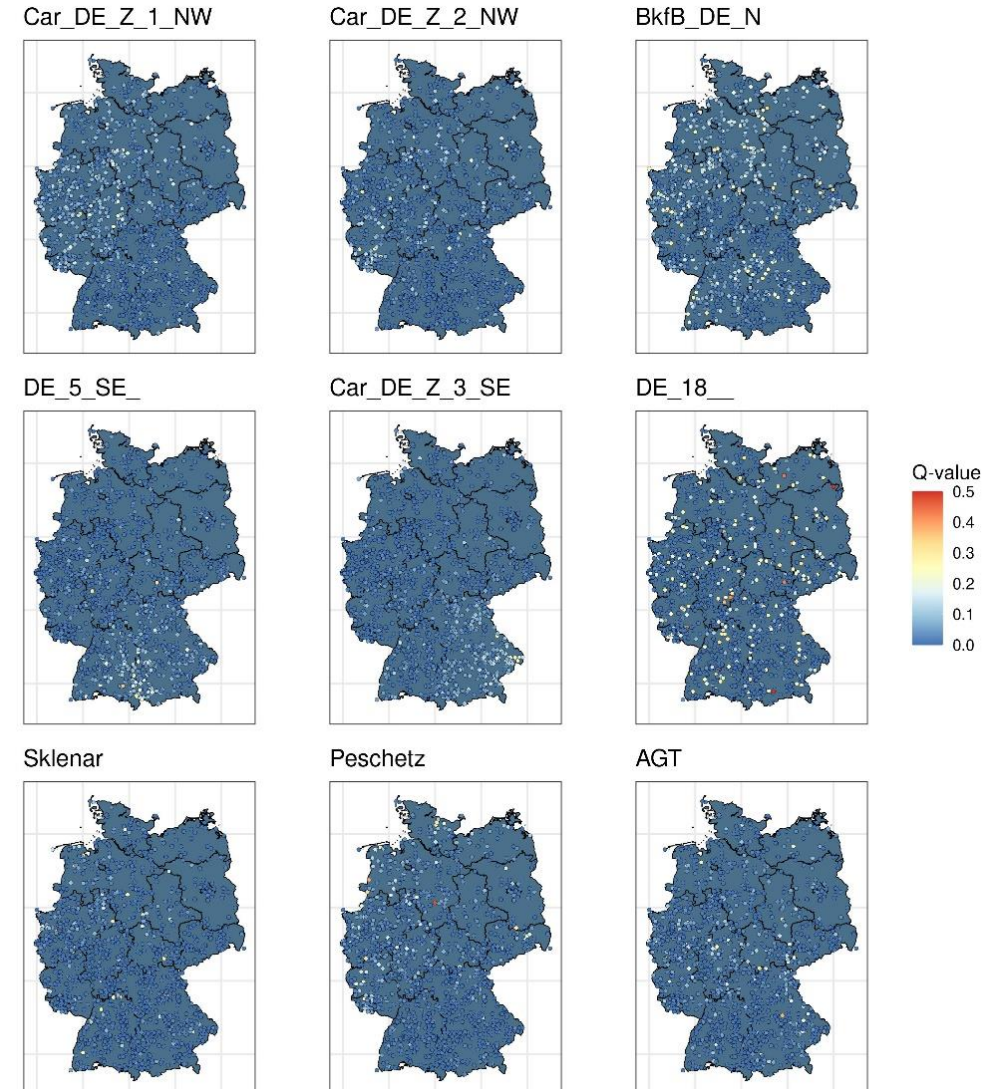 Car_DE_Z_1_NW
Car_DE_Z_2_NW
BkfB_DE_N
DE_5_SE_
Car_DE_Z_3_SE
DE_18__
Q-value
0.5
0.4
0.3
0.2
0.1
0.0
Sklenar
Peschetz
AGT